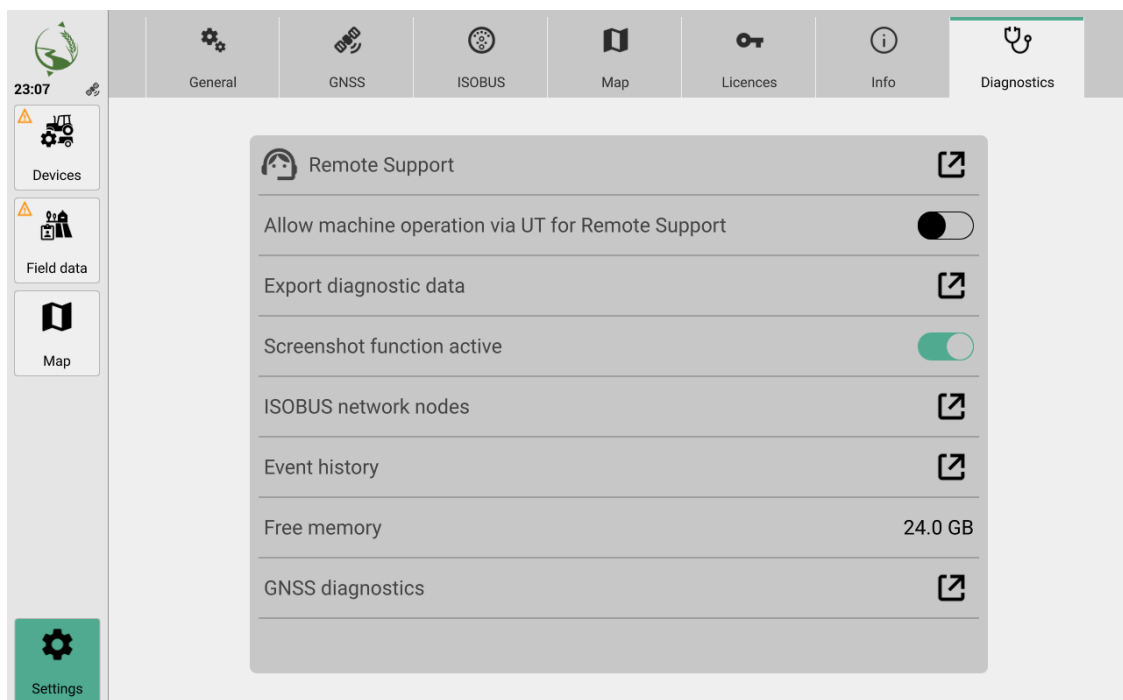 General
GNSS
ISOBUS
Map
Licences
Info
Diagnostics
23:07
Devices
Field data
Map
Settings
Remote Support
Allow machine operation via UT for Remote Support
Export diagnostic data
Screenshot function active
ISOBUS network nodes
Event history
Free memory 24.0 GB
GNSS diagnostics